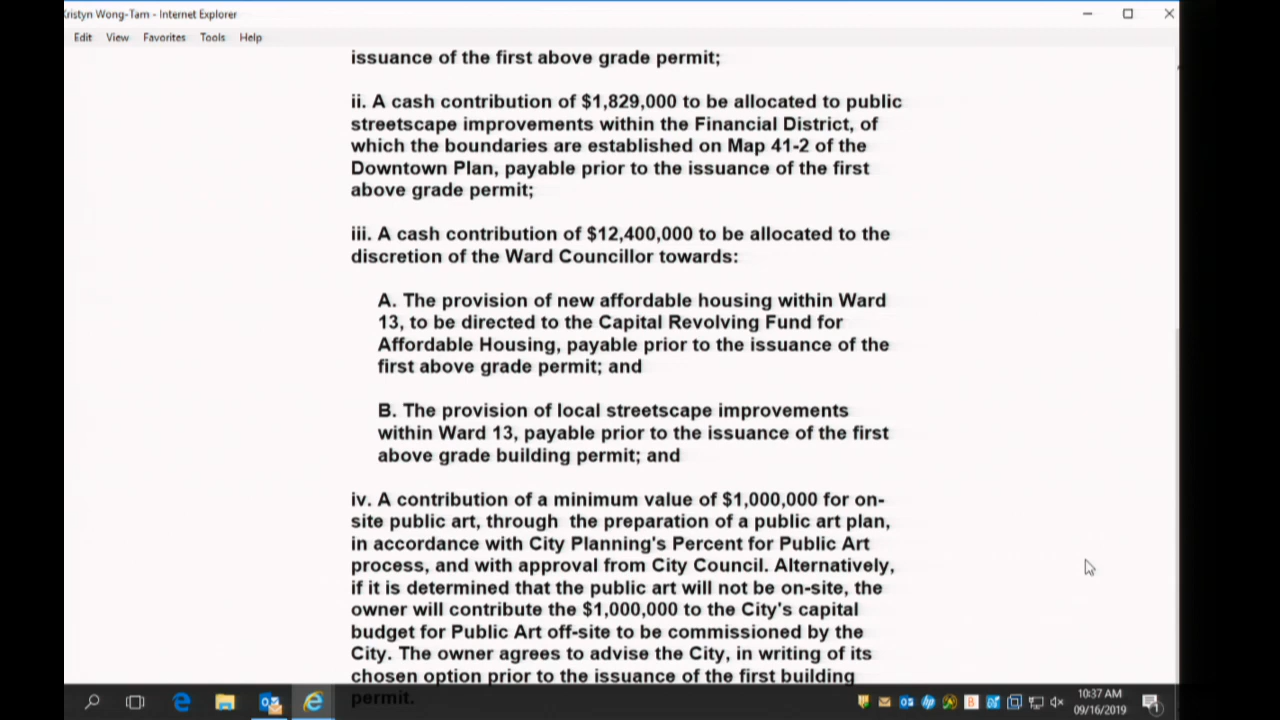 ristyn Wong-Tam - Internet Explorer
Edit View Favorites Tools Help
issuance of the first above grade permit;
ii. A cash contribution of $1,829,000 to be allocated to public
streetscape improvements within the Financial District, of
which the boundaries are established on Map 41-2 of the
Downtown Plan, payable prior to the issuance of the first
above grade permit;
iii. A cash contribution of $12,400,000 to be allocated to the
discretion of the Ward Councillor towards:
A. The provision of new affordable housing within Ward
13, to be directed to the Capital Revolving Fund for
Affordable Housing, payable prior to the issuance of the
first above grade permit; and
B. The provision of local streetscape improvements
within Ward 13, payable prior to the issuance of the first
above grade building permit; and
iv. A contribution of a minimum value of $1,000,000 for on-
site public art, through the preparation of a public art plan,
in accordance with City Planning's Percent for Public Art
process, and with approval from City Council. Alternatively,
if it is determined that the public art will not be on-site, the
owner will contribute the $1,000,000 to the City's capital
budget for Public Art off-site to be commissioned by the
City. The owner agrees to advise the City, in writing of its
chosen option prior to the issuance of the first building
permit.
10:37 AM
09/16/2019